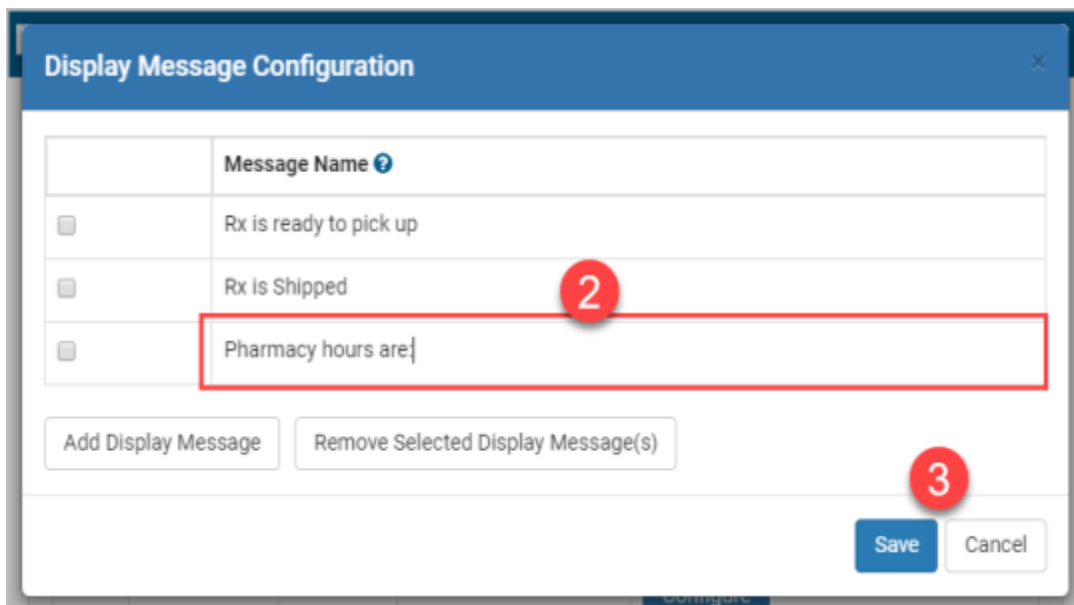 Display Message Configuration ×
Message Name ?
Rx is ready to pick up
Rx is Shipped
2
Pharmacy hours are:
Add Display Message Remove Selected Display Message(s)
3
Save Cancel
Configure